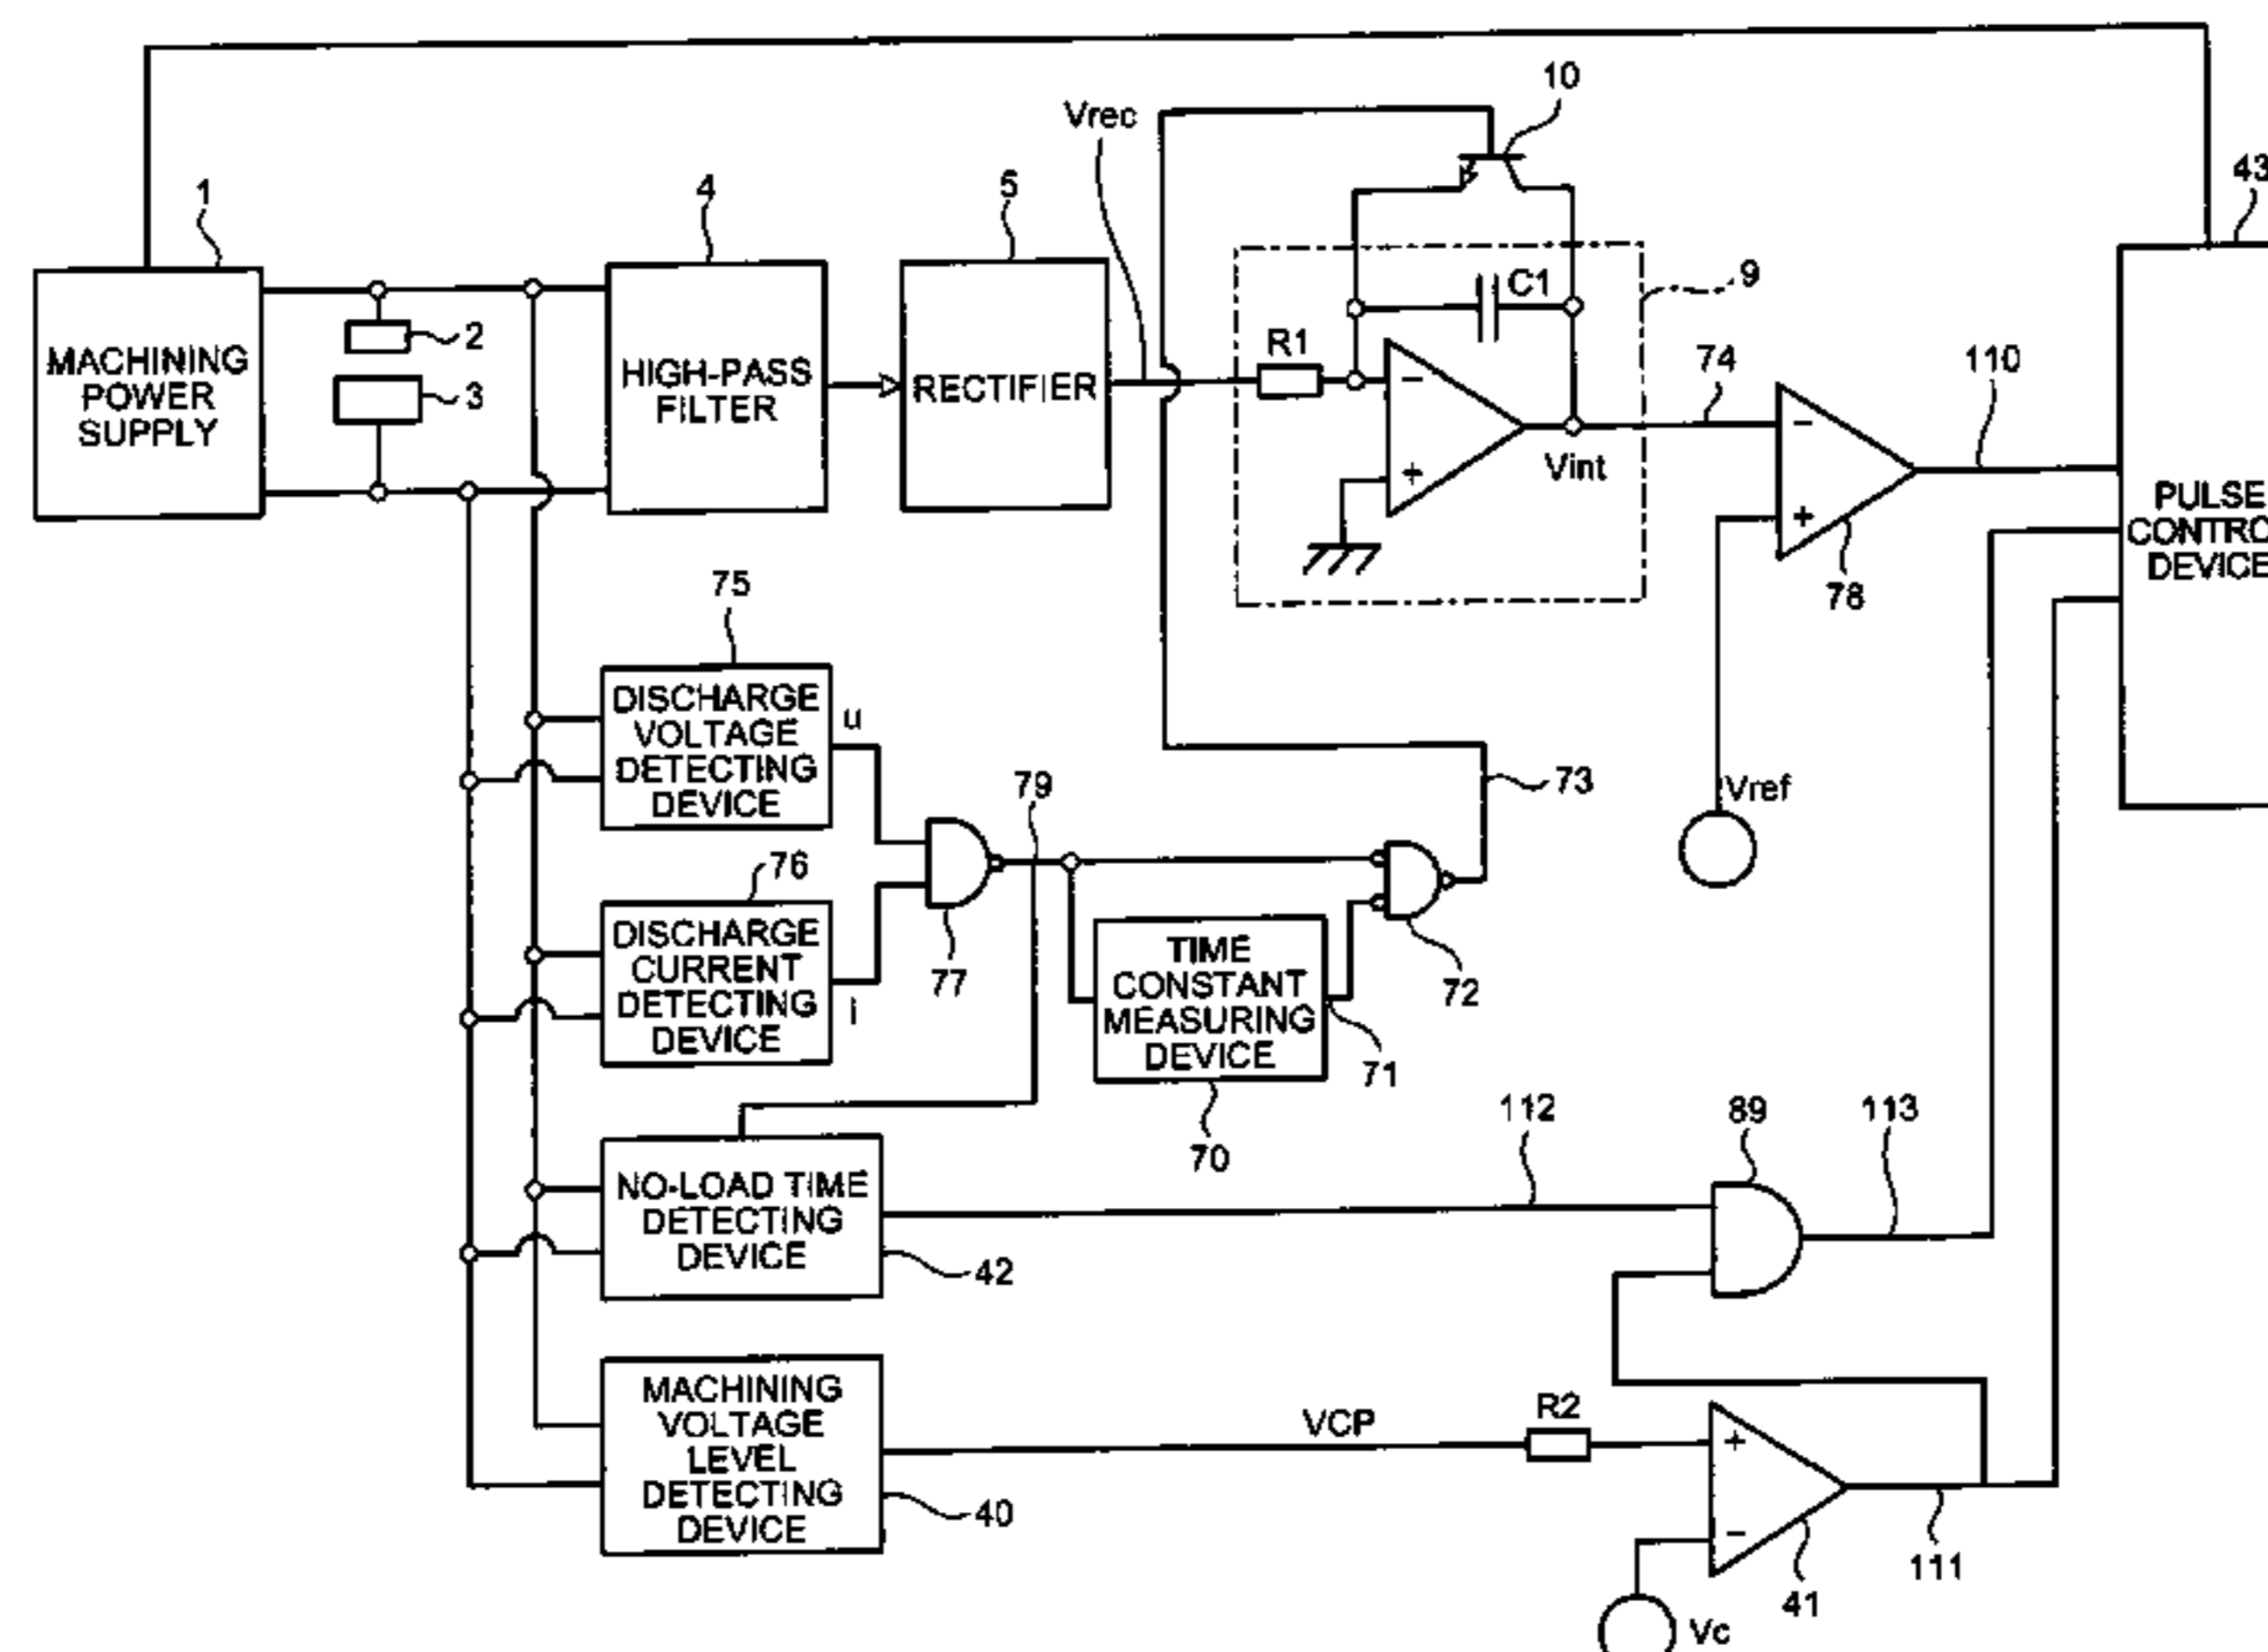 10
Vrec
43
1
4
5
C1
9
2
3
MACHINING
POWER
SUPPLY
HIGH-PASS
FILTER
RECTIFIER
R1
−
+
Vint
74
110
−
+
78
PULSE
CONTRO
DEVICE
75
DISCHARGE
VOLTAGE
DETECTING
DEVICE
u
79
73
Vref
76
DISCHARGE
CURRENT
DETECTING
DEVICE
i
77
TIME
CONSTANT
MEASURING
DEVICE
72
71
70
112
89
113
NO-LOAD TIME
DETECTING
DEVICE
42
MACHINING
VOLTAGE
LEVEL
DETECTING
DEVICE
40
VCP
R2
+
−
41
111
Vc